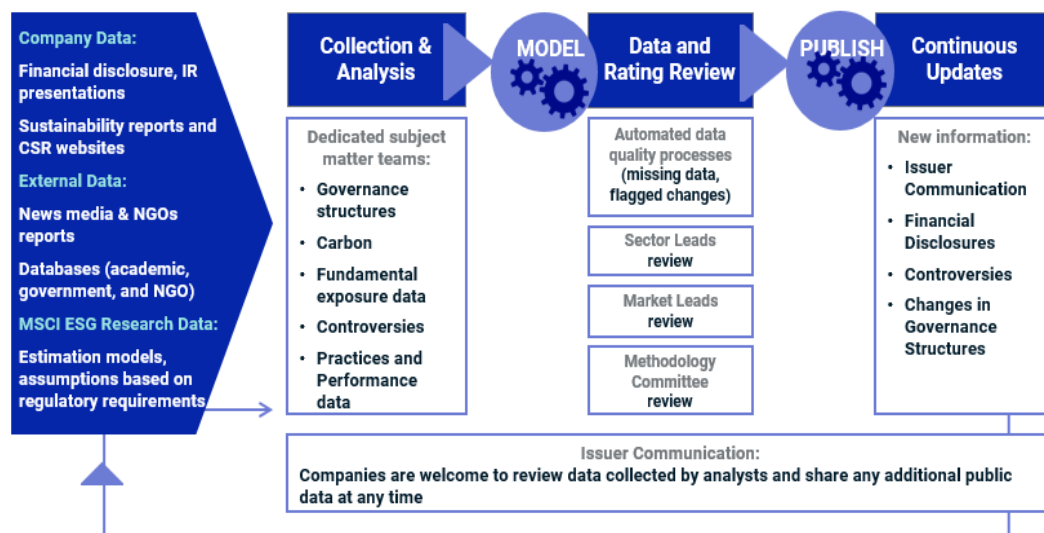 Company Data:
Financial disclosure, IR
presentations
Sustainability reports and
CSR websites
External Data:
News media & NGOs
reports
Databases (academic,
government, and NGO)
MSCI ESG Research Data:
Estimation models,
assumptions based on
regulatory requirements
Collection &
Analysis
Dedicated subject
matter teams:
• Governance
structures
• Carbon
• Fundamental
exposure data
• Controversies
• Practices and
Performance
data
MODEL
Data and
Rating Review
Automated data
quality processes
(missing data,
flagged changes)
Sector Leads
review
Market Leads
review
Methodology
Committee
review
PUBLISH
Continuous
Updates
New information:
• Issuer
Communication
• Financial
Disclosures
• Controversies
• Changes in
Governance
Structures
Issuer Communication:
Companies are welcome to review data collected by analysts and share any additional public
data at any time